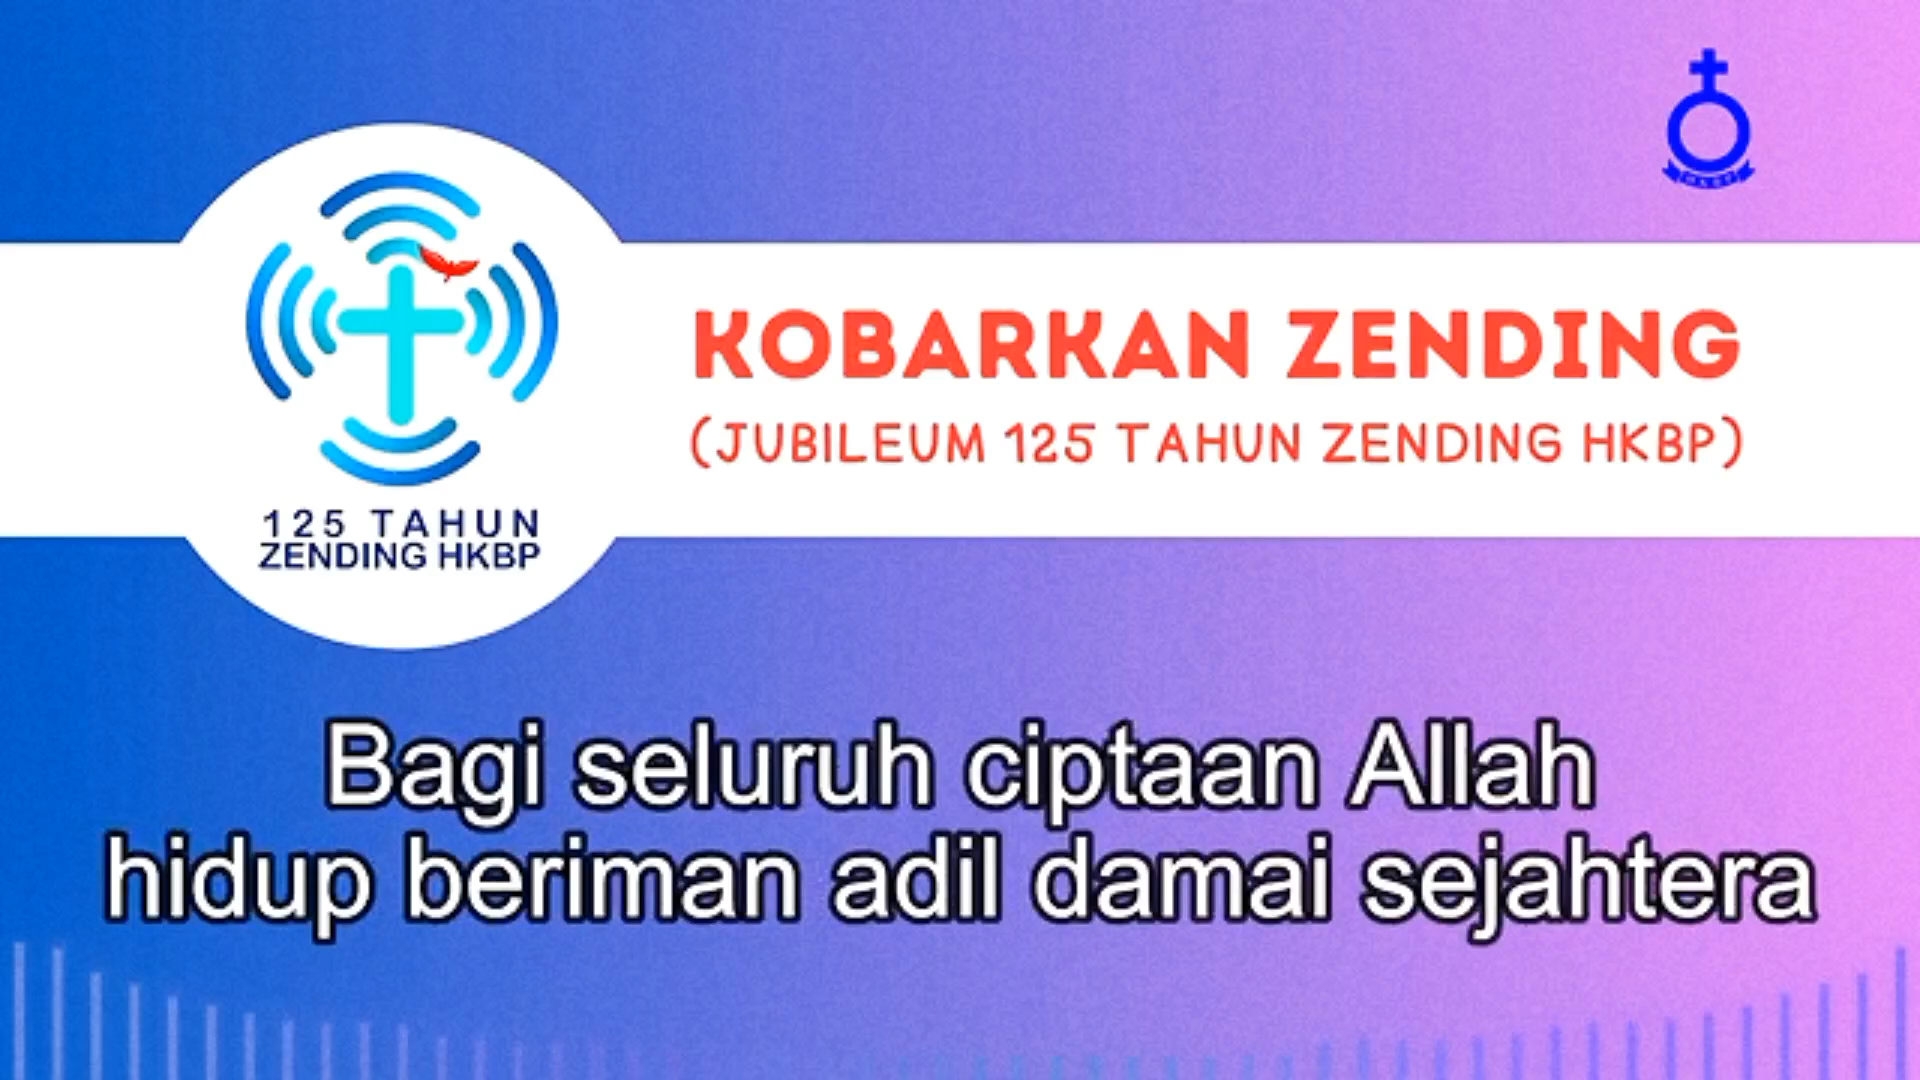 KOBARKAN ZENDING
(JUBILEUM 125 TAHUN ZENDING HKBP)
125 TAHUN
ZENDING HKBP
Bagi seluruh ciptaan Allah
hidup beriman adil damai sejahtera